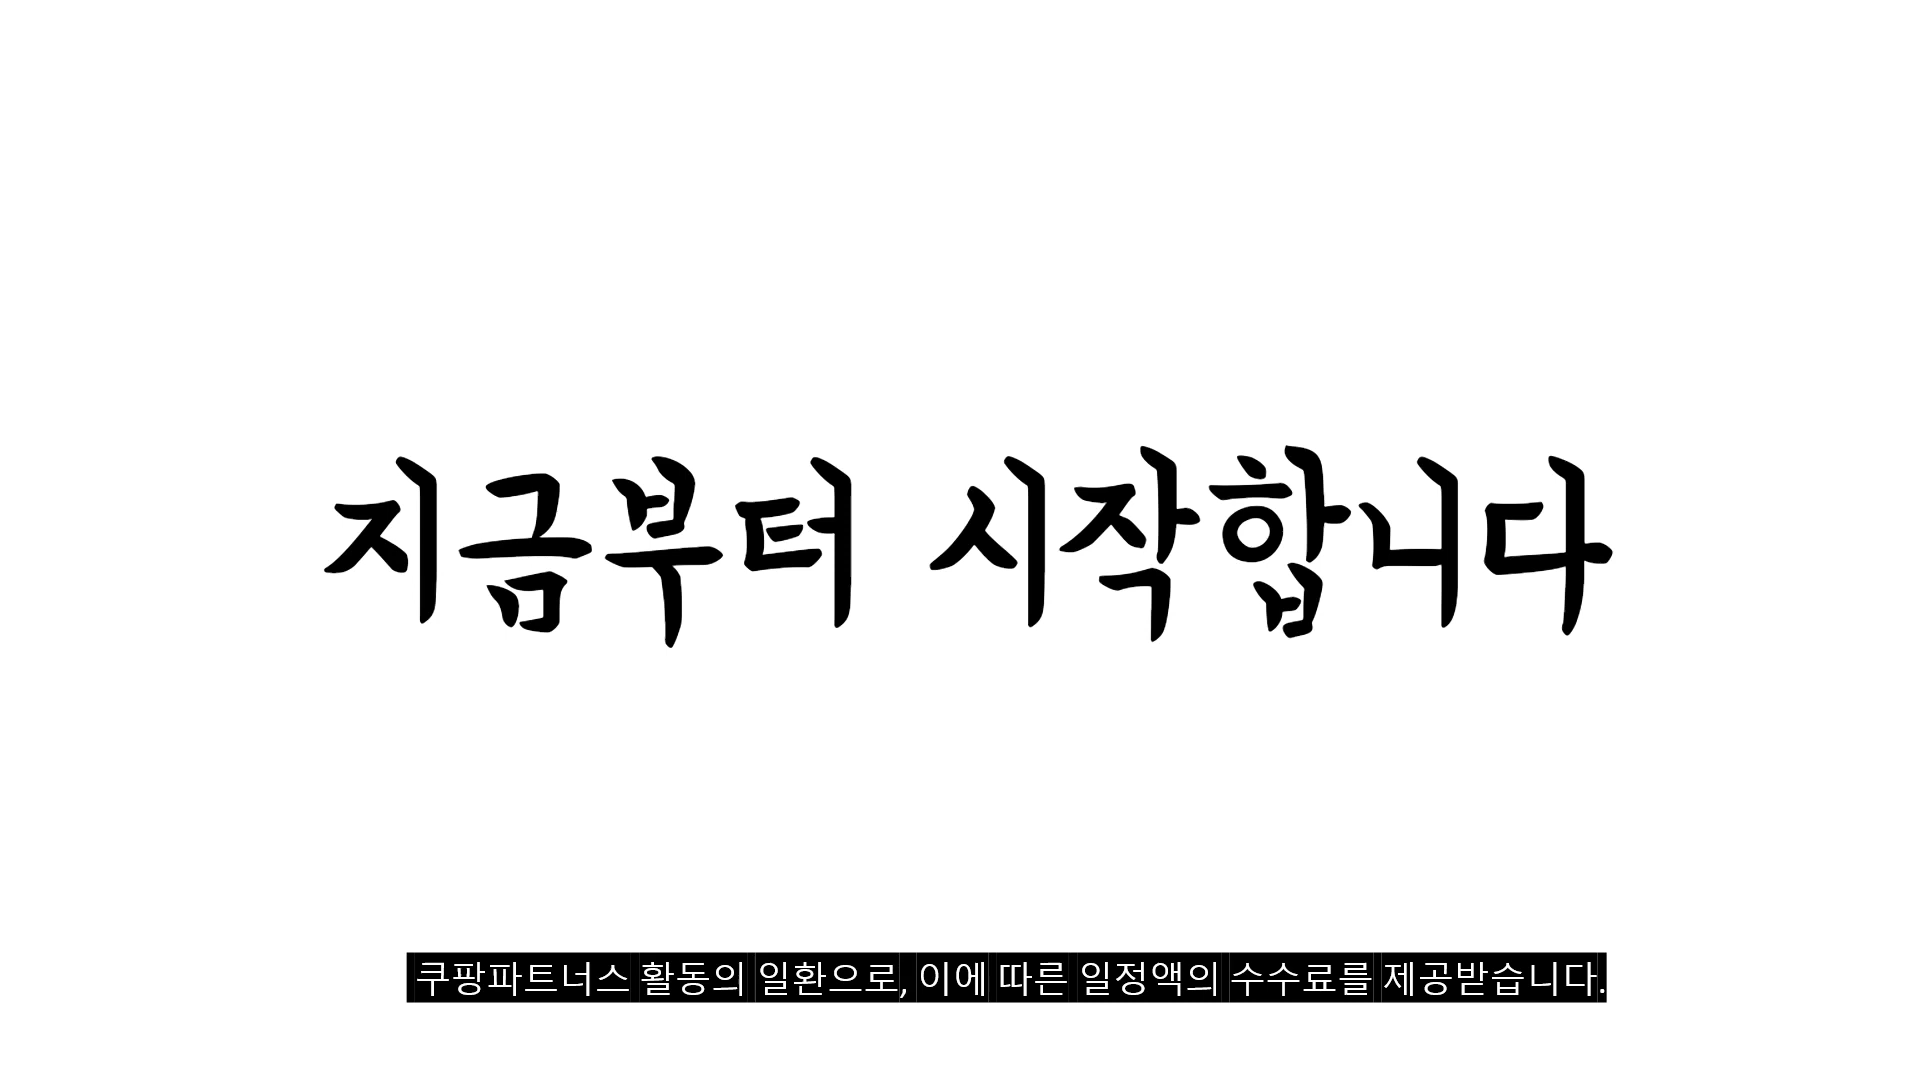 지금부터 시작합니다
쿠팡파트너스 활동의 일환으로, 이에 따른 일정액의 수수료를 제공받습니다.